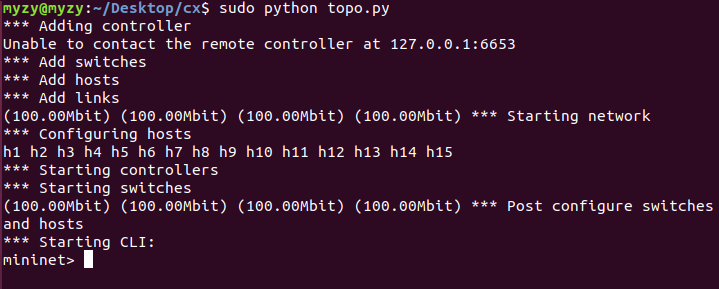 myzy@myzy:~/Desktop/cx$ sudo python topo.py
*** Adding controller
Unable to contact the remote controller at 127.0.0.1:6653
*** Add switches
*** Add hosts
*** Add links
(100.00Mbit) (100.00Mbit) (100.00Mbit) (100.00Mbit) *** Starting network
*** Configuring hosts
h1 h2 h3 h4 h5 h6 h7 h8 h9 h10 h11 h12 h13 h14 h15
*** Starting controllers
*** Starting switches
(100.00Mbit) (100.00Mbit) (100.00Mbit) (100.00Mbit) *** Post configure switches
and hosts
*** Starting CLI:
mininet>